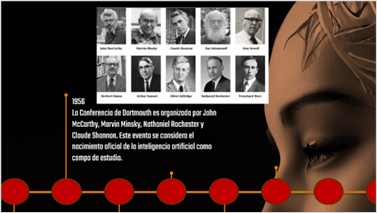 John MacCarthy Marvin Minsky Claude Shannon Ray Solomonoff Alan Newell
Herbert Simon Arthur Samuel Oliver Selfridge Nathaniel Rochester Trenchard More
1956
La Conferencia de Dartmouth es organizada por John
McCarthy, Marvin Minsky, Nathaniel Rochester y
Claude Shannon. Este evento se considera el
nacimiento oficial de la inteligencia artificial como
campo de estudio.